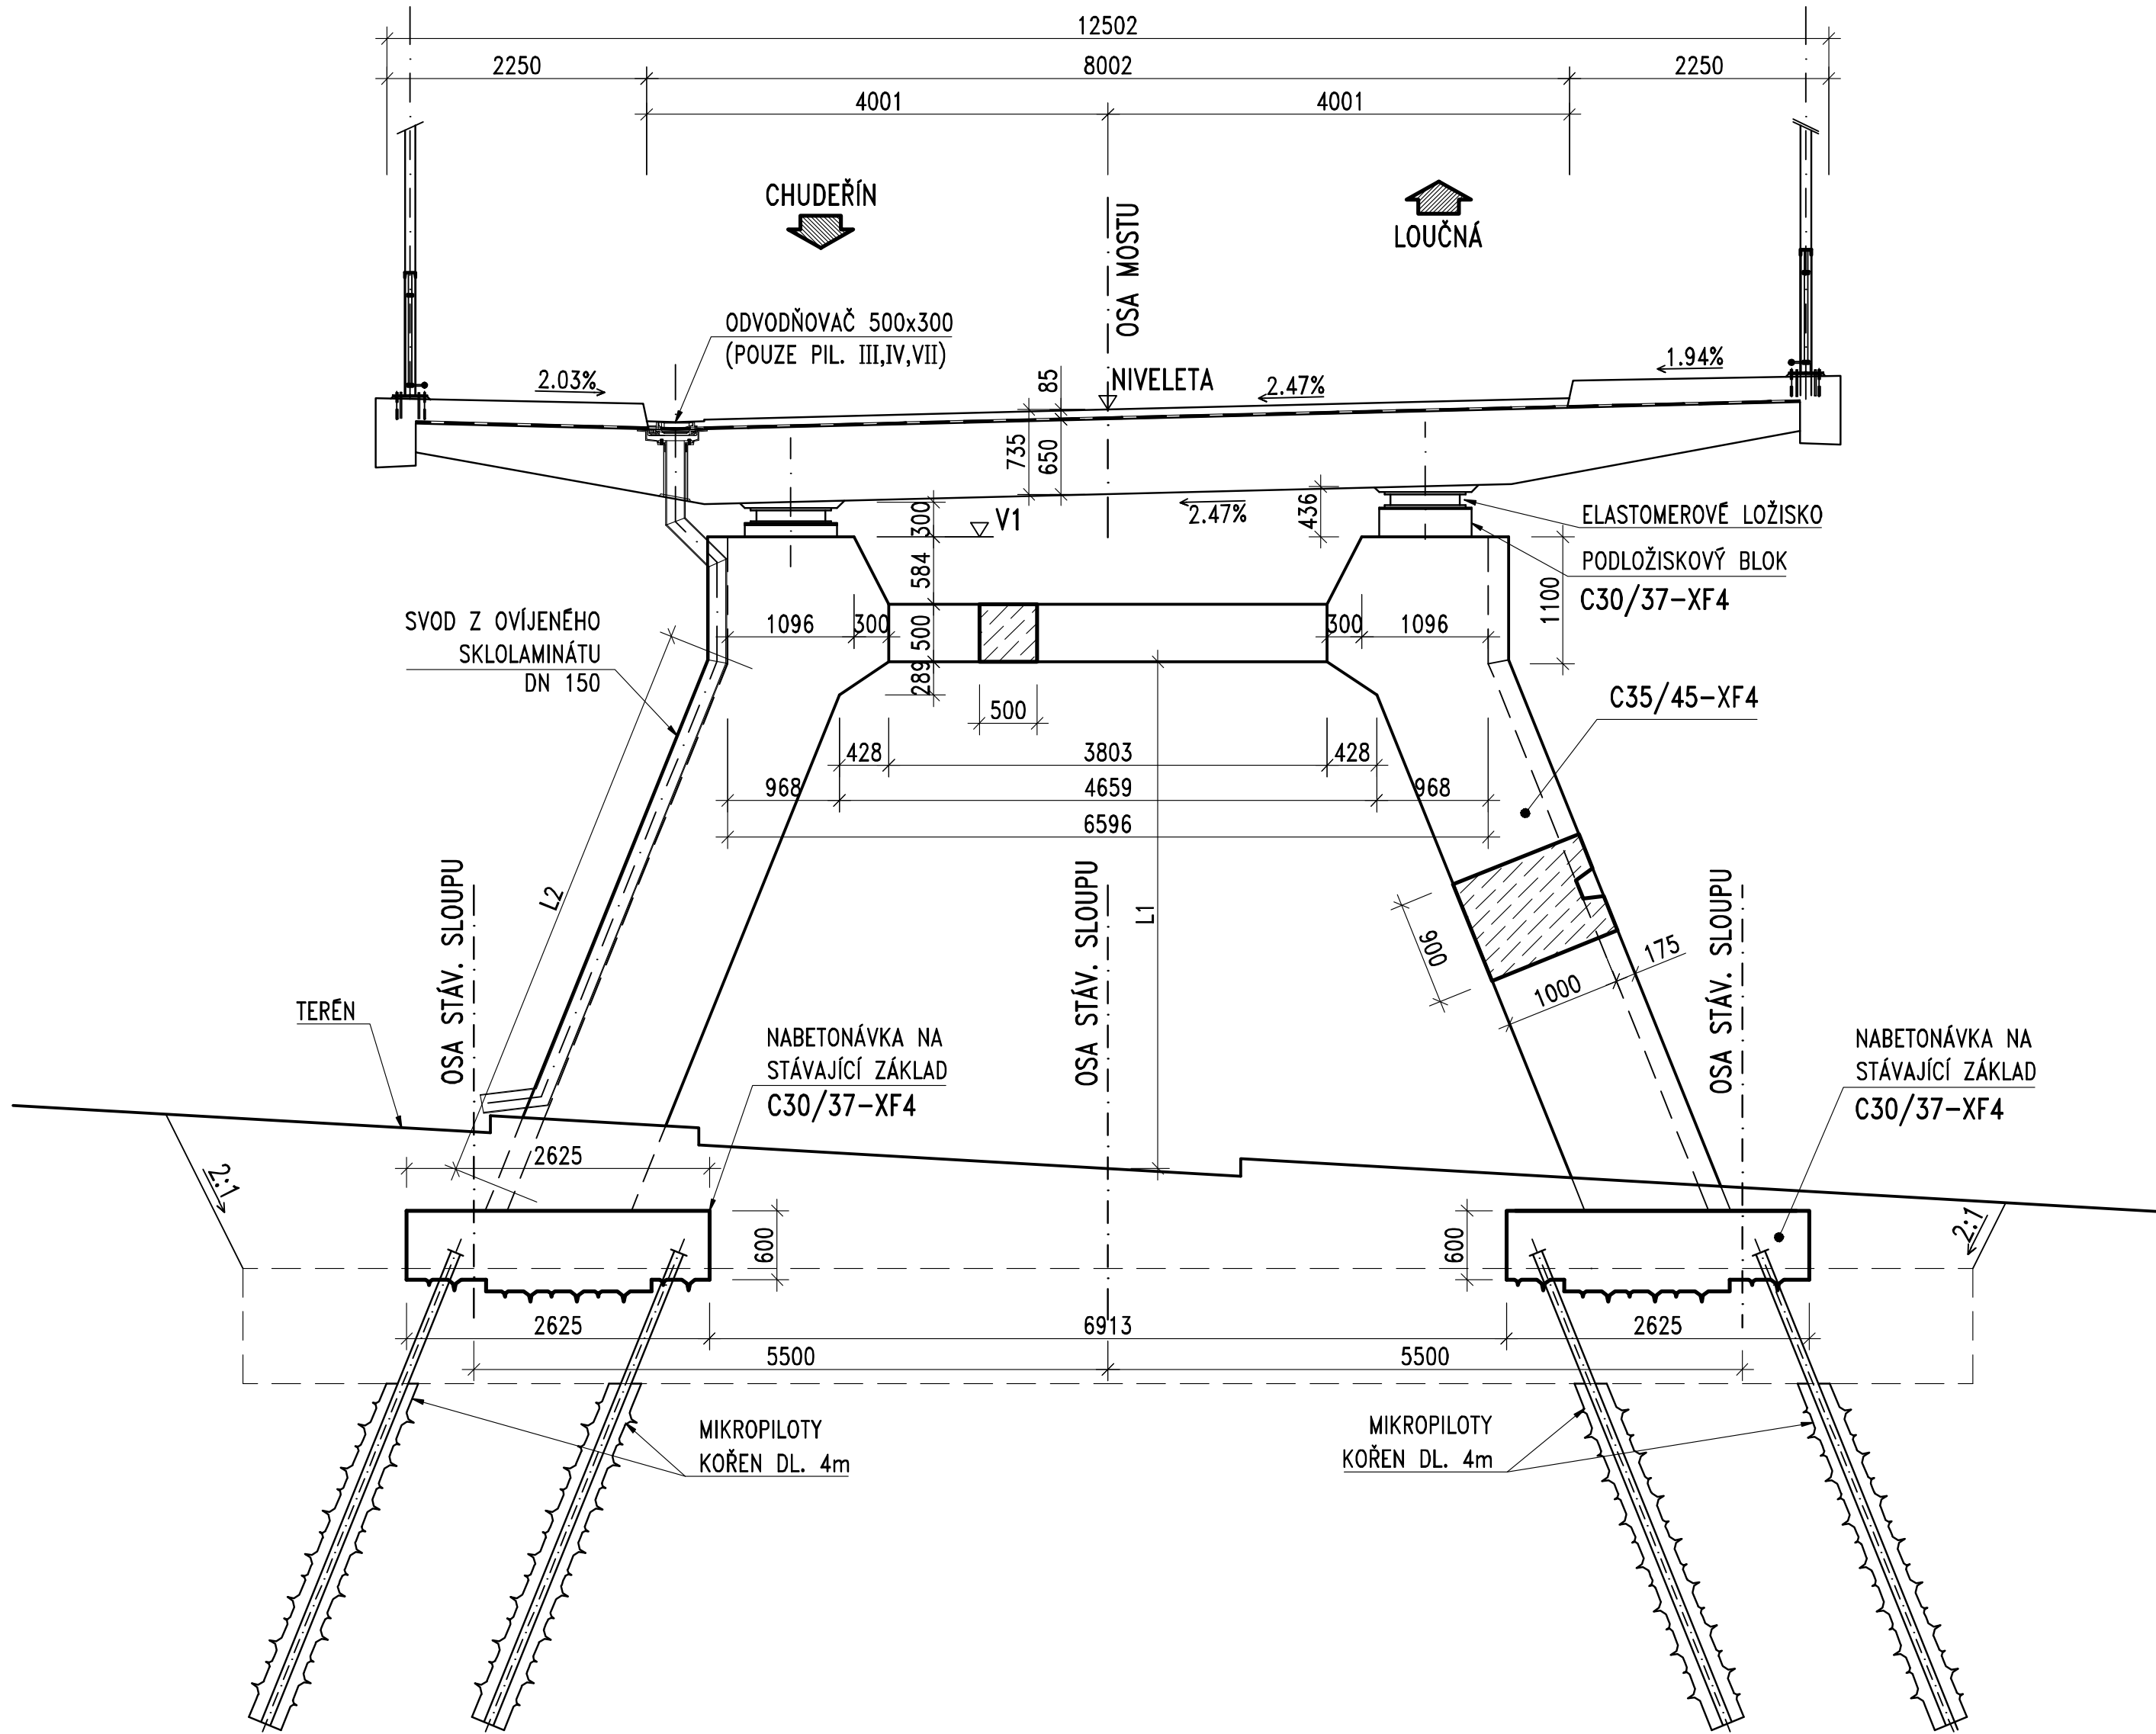 12502
2250
8002
2250
4001
4001
CHUDEŘÍN
LOUČNÁ
OSA MOSTU
ODVODŇOVAČ 500x300
(POUZE PIL. III,IV,VII)
2.03%
85
NIVELETA
2.47%
1.94%
735
650
436
2.47%
300
V1
ELASTOMEROVÉ LOŽISKO
PODLOŽISKOVÝ BLOK
C30/37-XF4
584
1100
SVOD Z OVÍJENÉHO
SKLOLAMINÁTU
DN 150
1096
300
500
300
1096
289
500
C35/45-XF4
428
3803
428
968
4659
968
6596
L2
L1
OSA STÁV. SLOUPU
OSA STÁV. SLOUPU
OSA STÁV. SLOUPU
900
1000
175
TERÉN
NABETONÁVKA NA
STÁVAJÍCÍ ZÁKLAD
C30/37-XF4
NABETONÁVKA NA
STÁVAJÍCÍ ZÁKLAD
C30/37-XF4
2:1
2625
2:1
600
600
2625
6913
2625
5500
5500
MIKROPILOTY
KOŘEN DL. 4m
MIKROPILOTY
KOŘEN DL. 4m